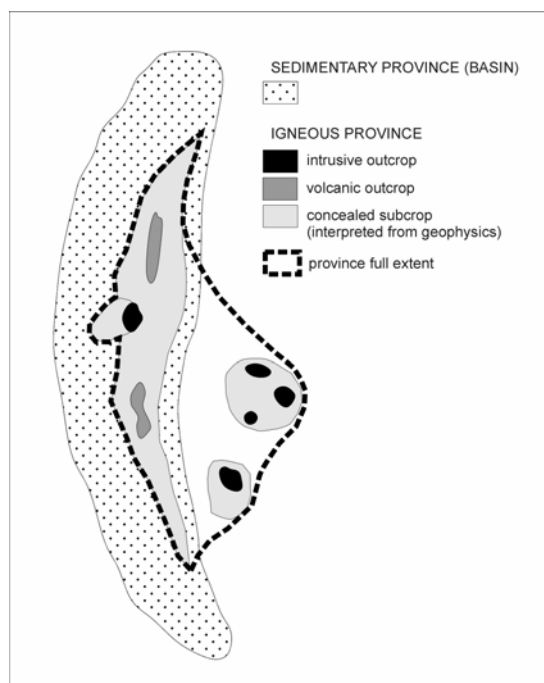 SEDIMENTARY PROVINCE (BASIN)
IGNEOUS PROVINCE
intrusive outcrop
volcanic outcrop
concealed subcrop
(interpreted from geophysics)
province full extent